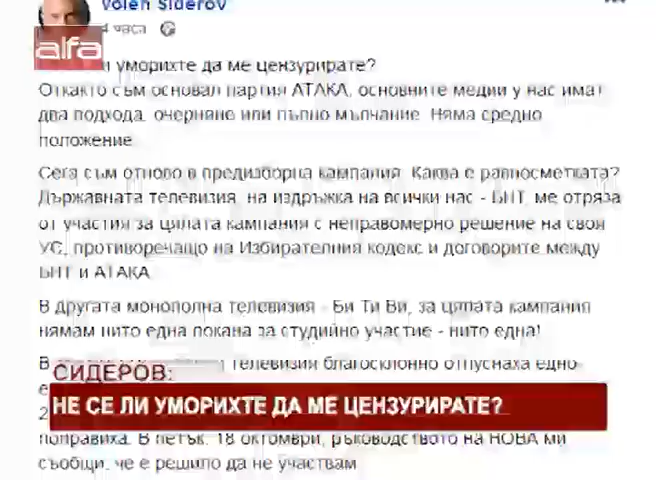 Volen Siderov
4 часа
alfa
и уморихте да ме цензурирате?
Откакто съм основал партия АТАКА, основните медии у нас имат
два подхода: очерняне или пълно мълчание. Няма средно
положение.
Сега съм отново в предизборна кампания. Каква е равносметката?
Държавната телевизия, на издръжка на всички нас - БНТ, ме отряза
от участия за цялата кампания с неправомерно решение на своя
УС, противоречащо на Избирателния кодекс и договорите между
БНТ и АТАКА.
В другата монополна телевизия - Би Ти Ви, за цялата кампания
нямам нито една покана за студийно участие - нито една!
В телевизия благосклонно отпуснаха едно
СИДЕРОВ:
НЕ СЕ ЛИ УМОРИХТЕ ДА МЕ ЦЕНЗУРИРАТЕ?
поправиха. В петък, 18 октомври, ръководството на НОВА ми
съобщи, че е решило да не участвам